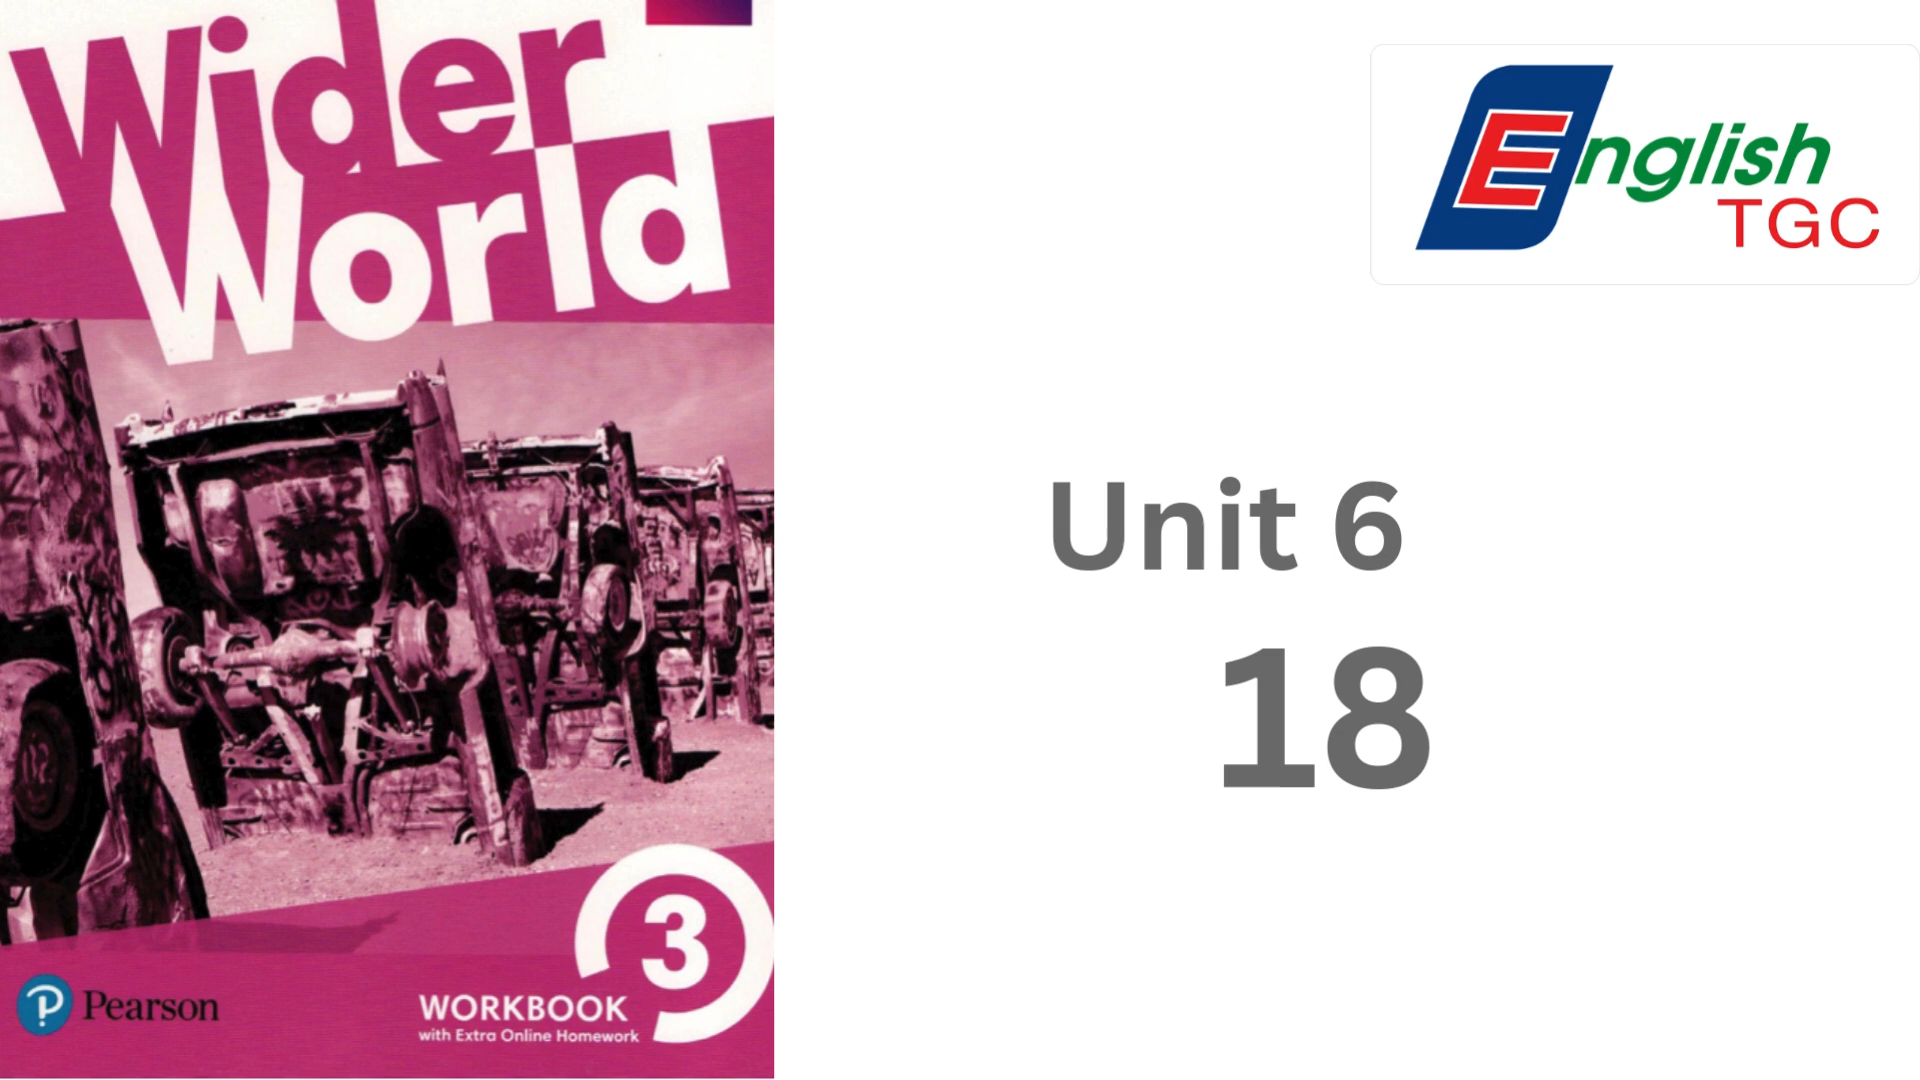 Wider
World
3
WORKBOOK
with Extra Online Homework
Pearson
English
TGC
Unit 6
18